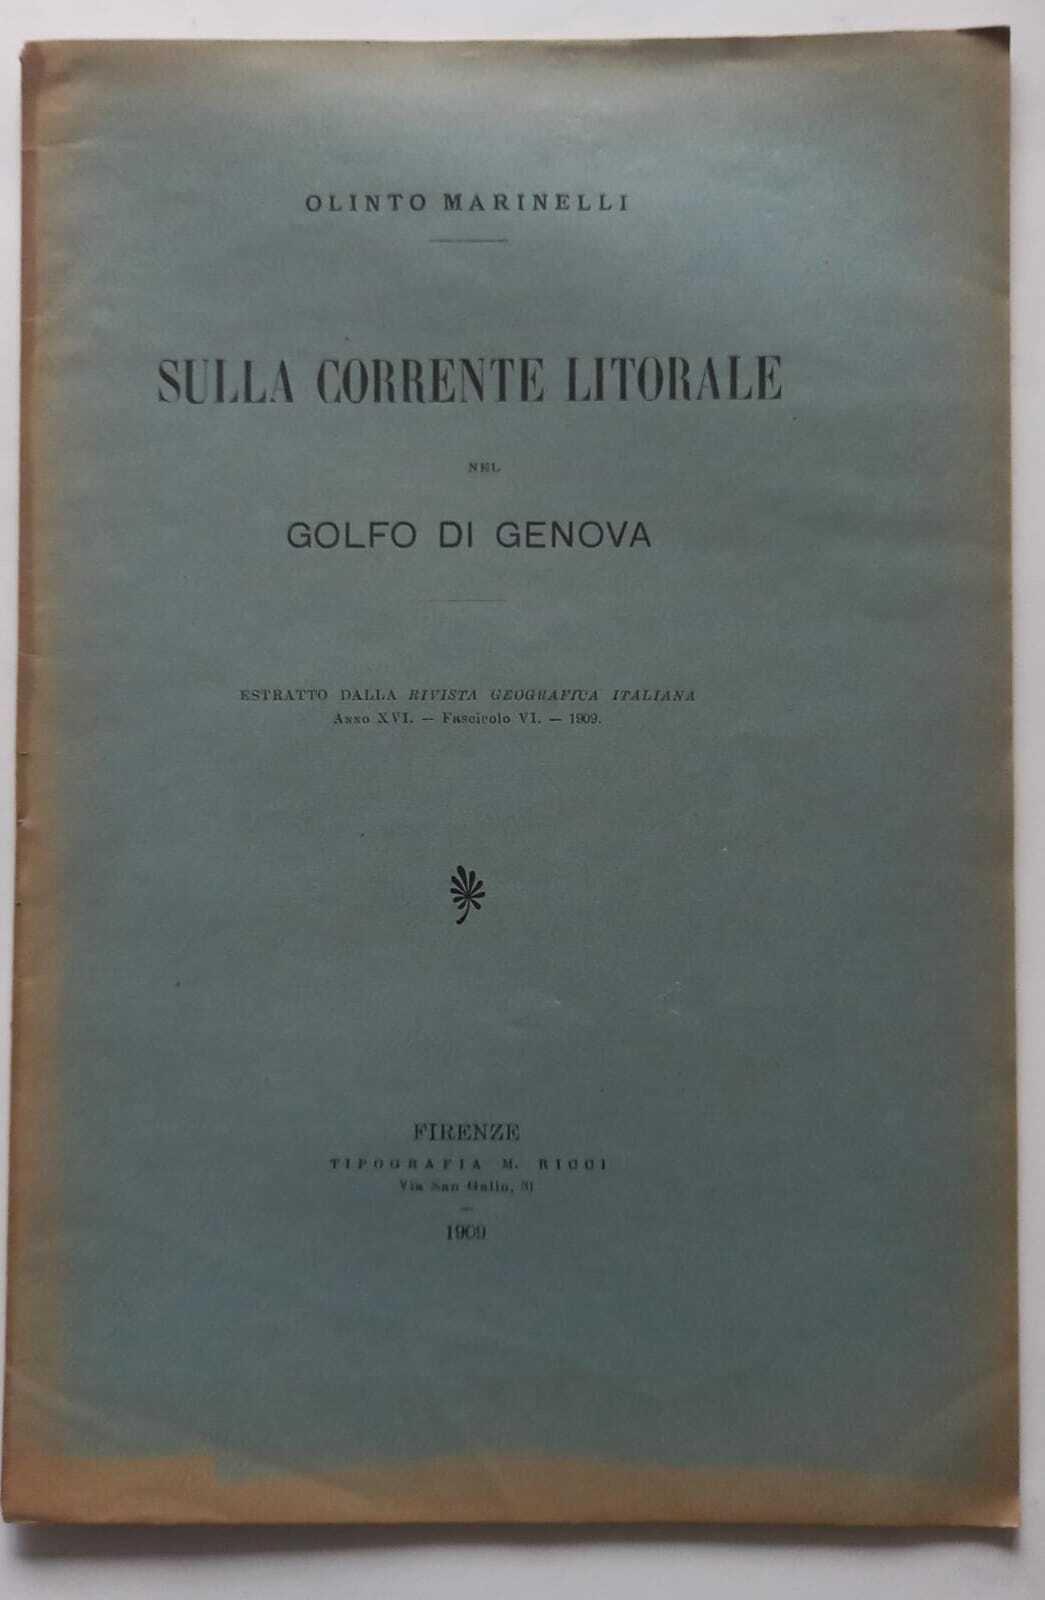 OLINTO MARINELLI
SULLA CORRENTE LITORALE
NEL
GOLFO DI GENOVA
ESTRATTO DALLA RIVISTA GEOGRAFICA ITALIANA
Anno XVI. — Fascicolo VI. — 1909.
FIRENZE
TIPOGRAFIA M. RICCI
Via San Gallo, 31
1909